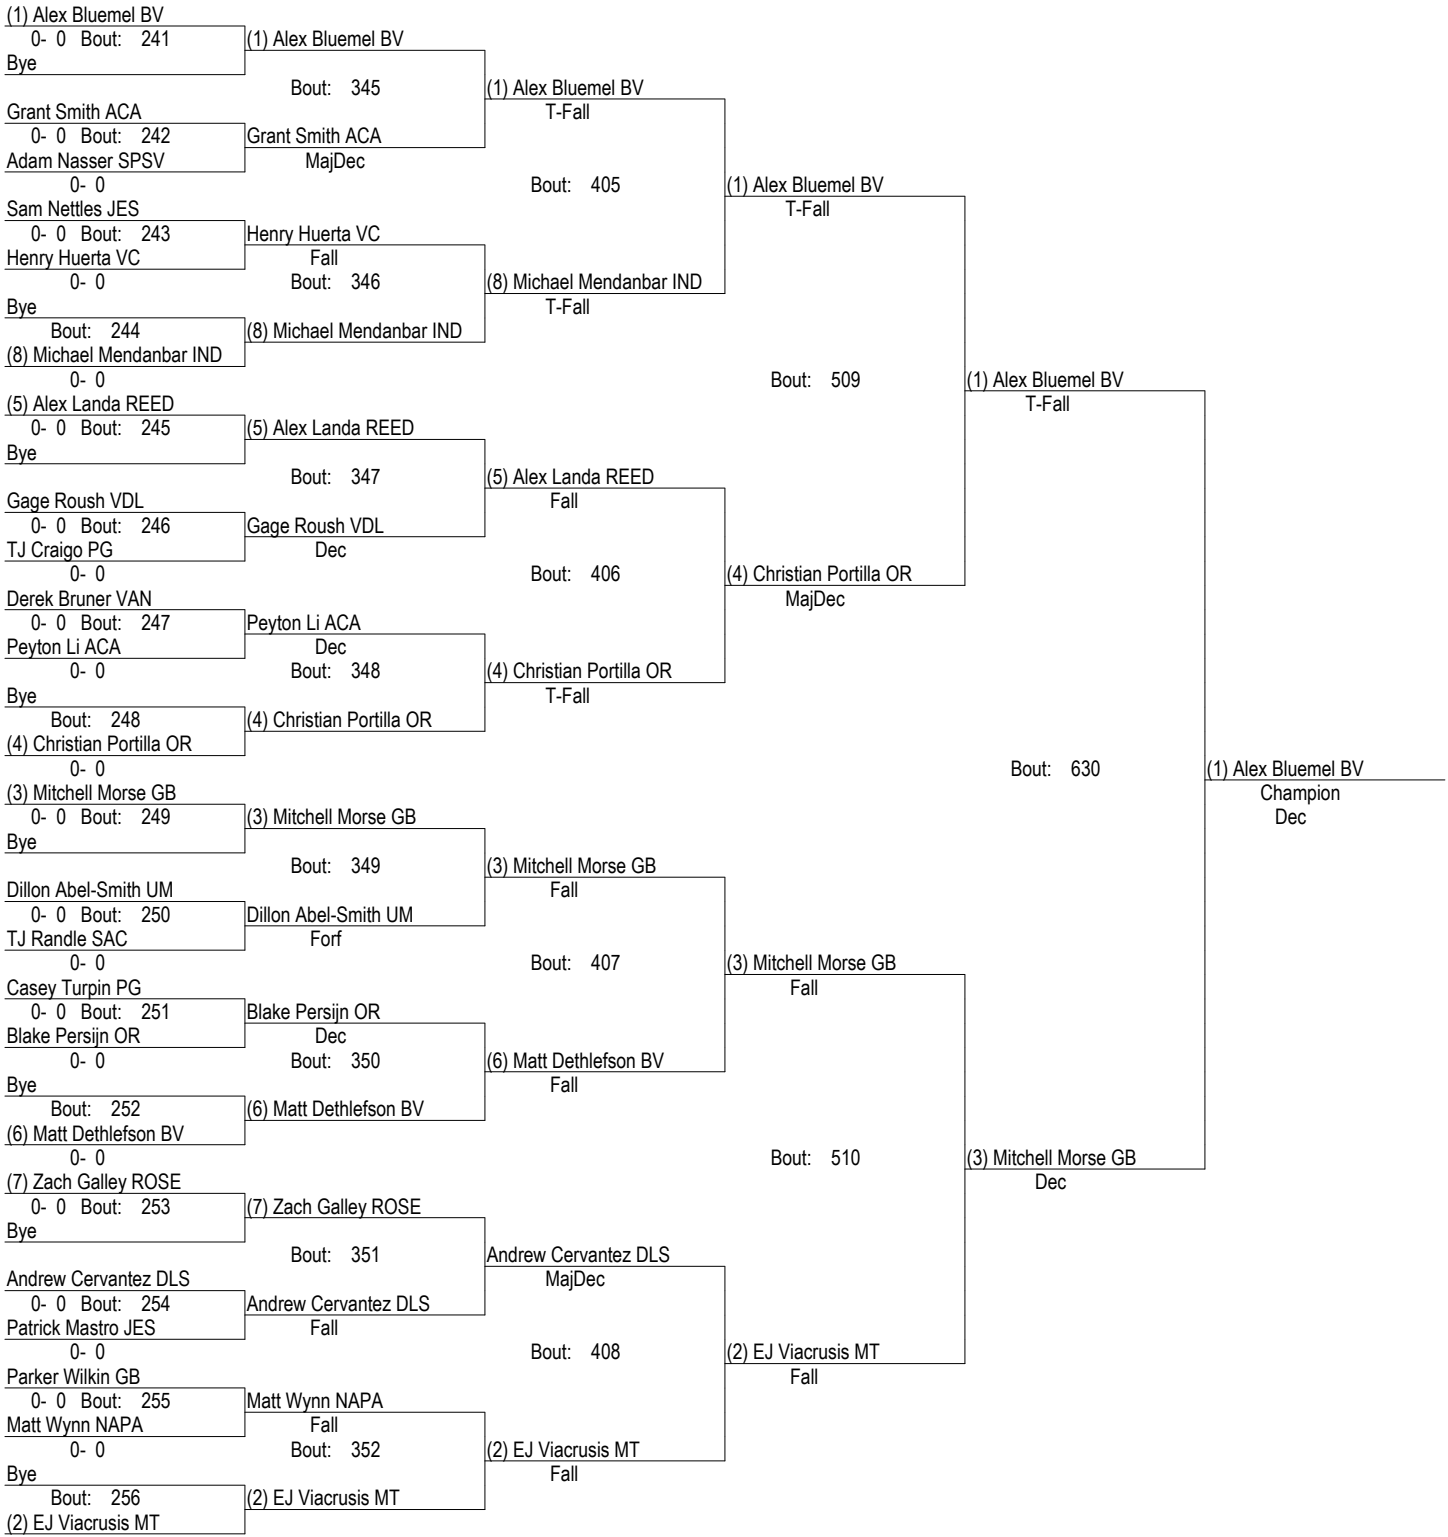 (1) Alex Bluemel BV
0- 0 Bout: 241
Bye
Grant Smith ACA
0- 0 Bout: 242
Adam Nasser SPSV
0- 0
Sam Nettles JES
0- 0 Bout: 243
Henry Huerta VC
0- 0
Bye
Bout: 244
(8) Michael Mendanbar IND
0- 0
(5) Alex Landa REED
0- 0 Bout: 245
Bye
Gage Roush VDL
0- 0 Bout: 246
TJ Craigo PG
0- 0
Derek Bruner VAN
0- 0 Bout: 247
Peyton Li ACA
0- 0
Bye
Bout: 248
(4) Christian Portilla OR
0- 0
(3) Mitchell Morse GB
0- 0 Bout: 249
Bye
Dillon Abel-Smith UM
0- 0 Bout: 250
TJ Randle SAC
0- 0
Casey Turpin PG
0- 0 Bout: 251
Blake Persijn OR
0- 0
Bye
Bout: 252
(6) Matt Dethlefson BV
0- 0
(7) Zach Galley ROSE
0- 0 Bout: 253
Bye
Andrew Cervantez DLS
0- 0 Bout: 254
Patrick Mastro JES
0- 0
Parker Wilkin GB
0- 0 Bout: 255
Matt Wynn NAPA
0- 0
Bye
Bout: 256
(2) EJ Viacrusis MT
(1) Alex Bluemel BV
Bout: 345
Grant Smith ACA
MajDec
Henry Huerta VC
Fall
Bout: 346
(8) Michael Mendanbar IND
(5) Alex Landa REED
Bout: 347
Gage Roush VDL
Dec
Peyton Li ACA
Dec
Bout: 348
(4) Christian Portilla OR
(3) Mitchell Morse GB
Bout: 349
Dillon Abel-Smith UM
Forf
Blake Persijn OR
Dec
Bout: 350
(6) Matt Dethlefson BV
(7) Zach Galley ROSE
Bout: 351
Andrew Cervantez DLS
Fall
Matt Wynn NAPA
Fall
Bout: 352
(2) EJ Viacrusis MT
(1) Alex Bluemel BV
T-Fall
Bout: 405
(8) Michael Mendanbar IND
T-Fall
(5) Alex Landa REED
Fall
Bout: 406
(4) Christian Portilla OR
T-Fall
(3) Mitchell Morse GB
Fall
Bout: 407
(6) Matt Dethlefson BV
Fall
Andrew Cervantez DLS
MajDec
Bout: 408
(2) EJ Viacrusis MT
Fall
(1) Alex Bluemel BV
T-Fall
Bout: 509
(4) Christian Portilla OR
MajDec
(3) Mitchell Morse GB
Fall
Bout: 510
(2) EJ Viacrusis MT
Fall
(1) Alex Bluemel BV
T-Fall
Bout: 630
(3) Mitchell Morse GB
Dec
(1) Alex Bluemel BV
Champion
Dec